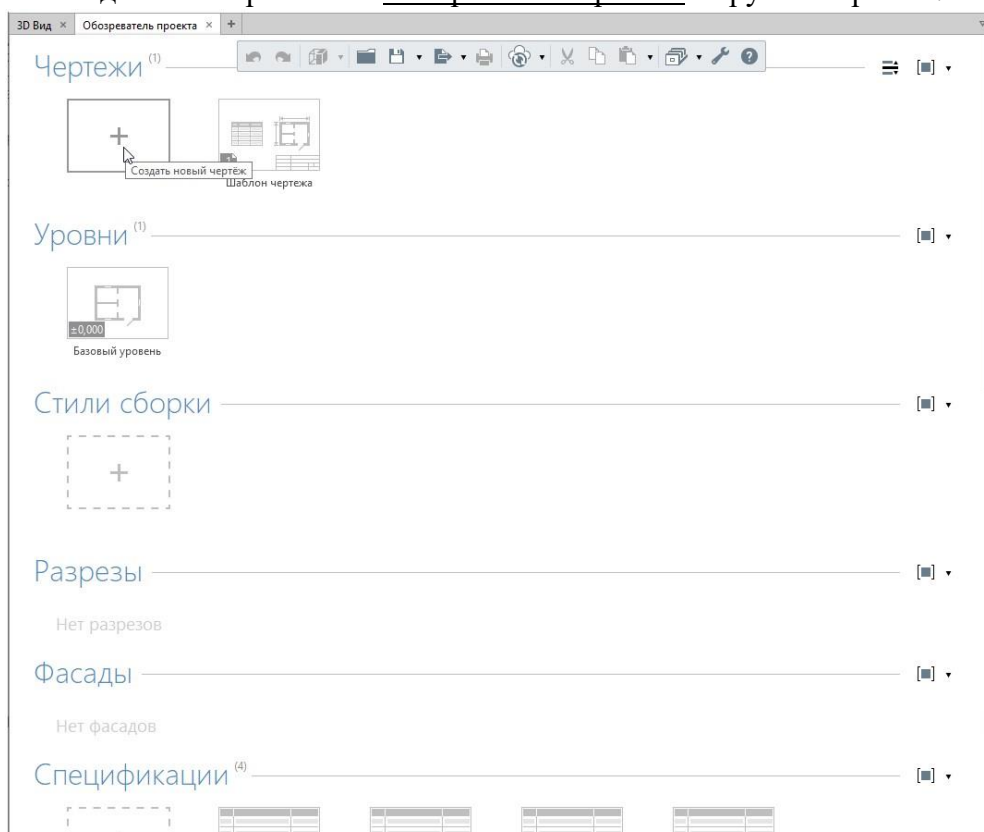 3D Вид × Обозреватель проекта × +
Чертежи (1)
Создать новый чертёж
Шаблон чертежа
Уровни (1)
±0,000
Базовый уровень
Стили сборки
Разрезы
Нет разрезов
Фасады
Нет фасадов
Спецификации (4)